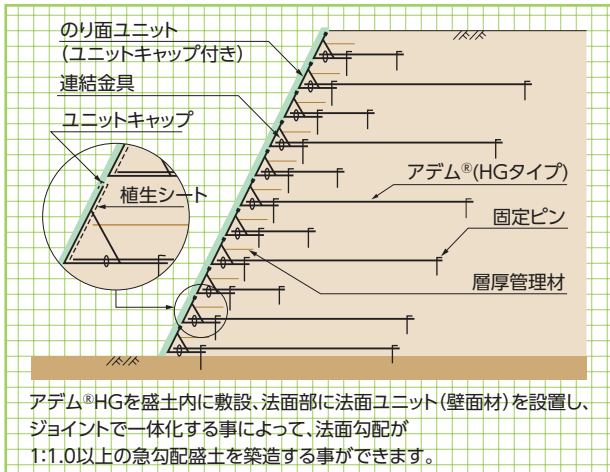 のり面ユニット
(ユニットキャップ付き)
連結金具
ユニットキャップ
植生シート
アデム®(HGタイプ)
固定ピン
層厚管理材
アデム®HGを盛土内に敷設、法面部に法面ユニット(壁面材)を設置し、
ジョイントで一体化する事によって、法面勾配が
1:1.0以上の急勾配盛土を築造する事ができます。